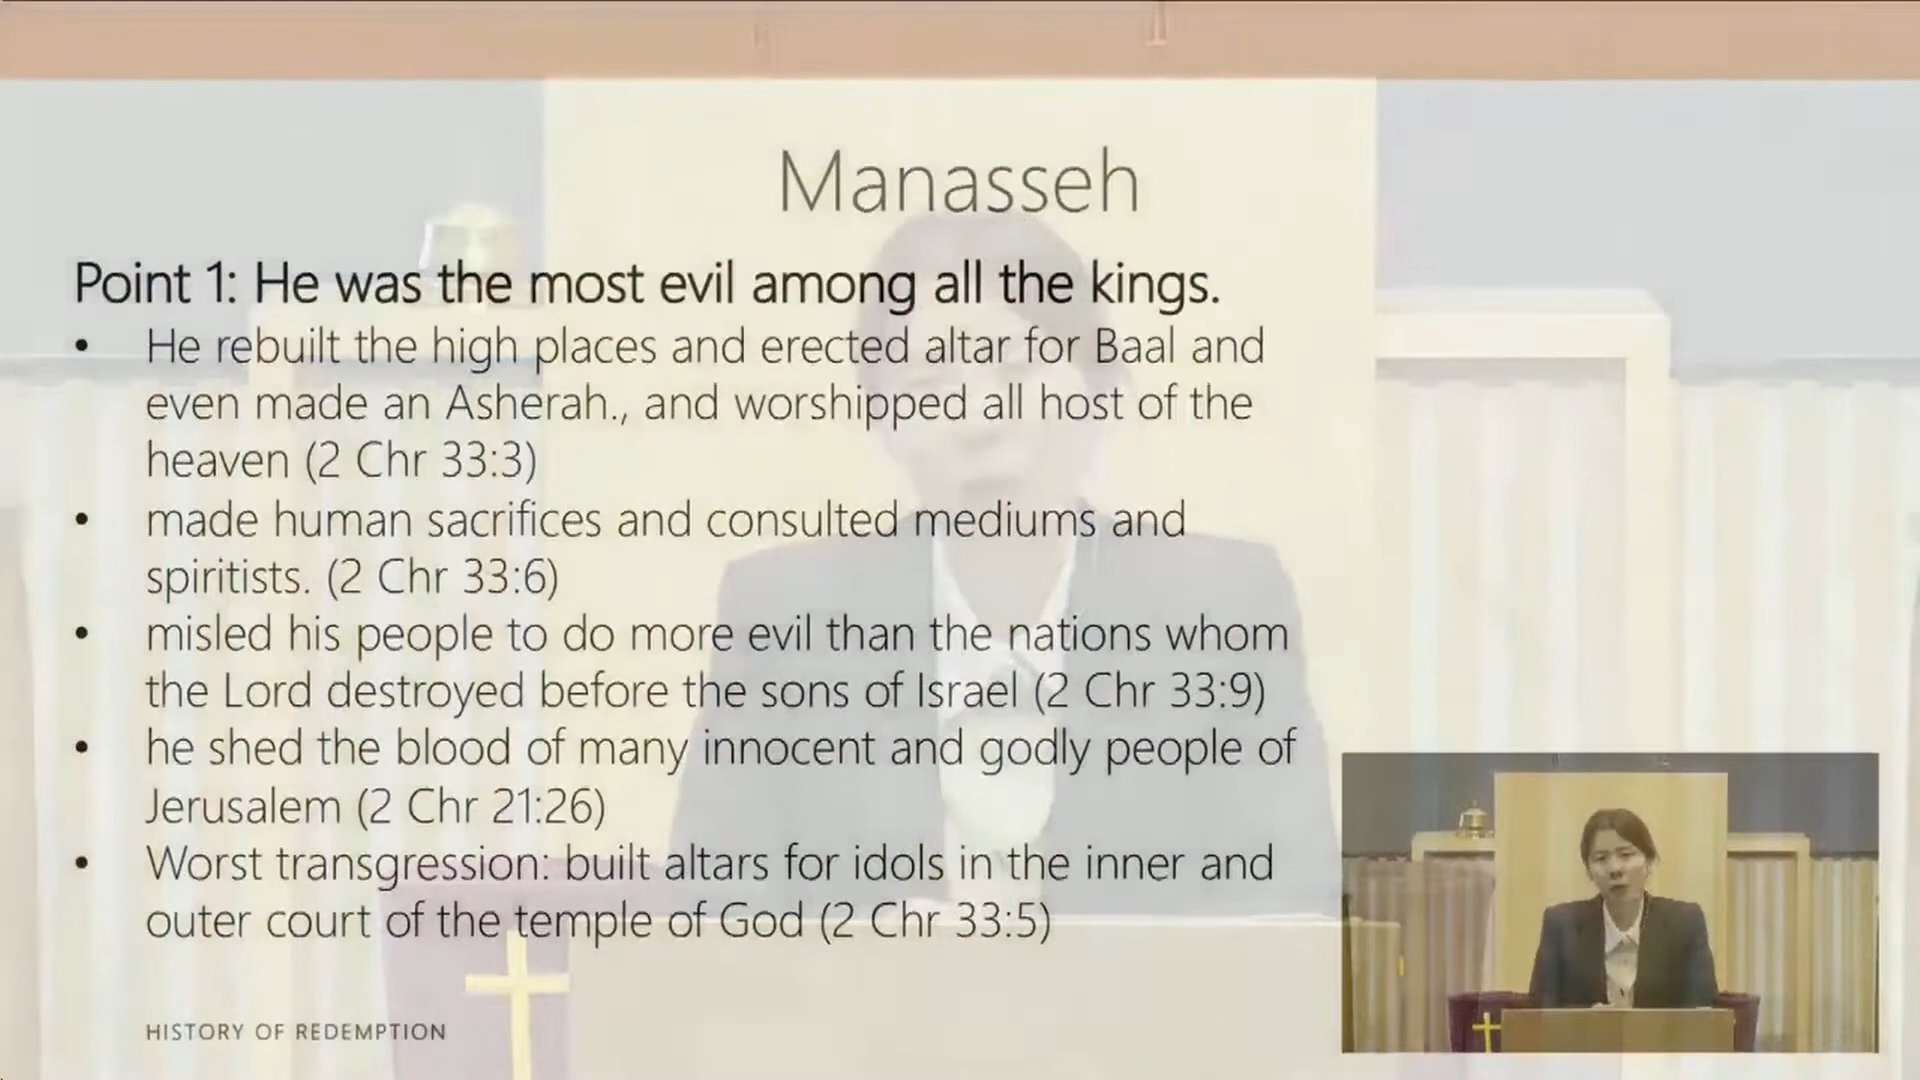 Manasseh
Point 1: He was the most evil among all the kings.
• He rebuilt the high places and erected altar for Baal and
even made an Asherah., and worshipped all host of the
heaven (2 Chr 33:3)
• made human sacrifices and consulted mediums and
spiritists. (2 Chr 33:6)
• misled his people to do more evil than the nations whom
the Lord destroyed before the sons of Israel (2 Chr 33:9)
• he shed the blood of many innocent and godly people of
Jerusalem (2 Chr 21:26)
• Worst transgression: built altars for idols in the inner and
outer court of the temple of God (2 Chr 33:5)
HISTORY OF REDEMPTION